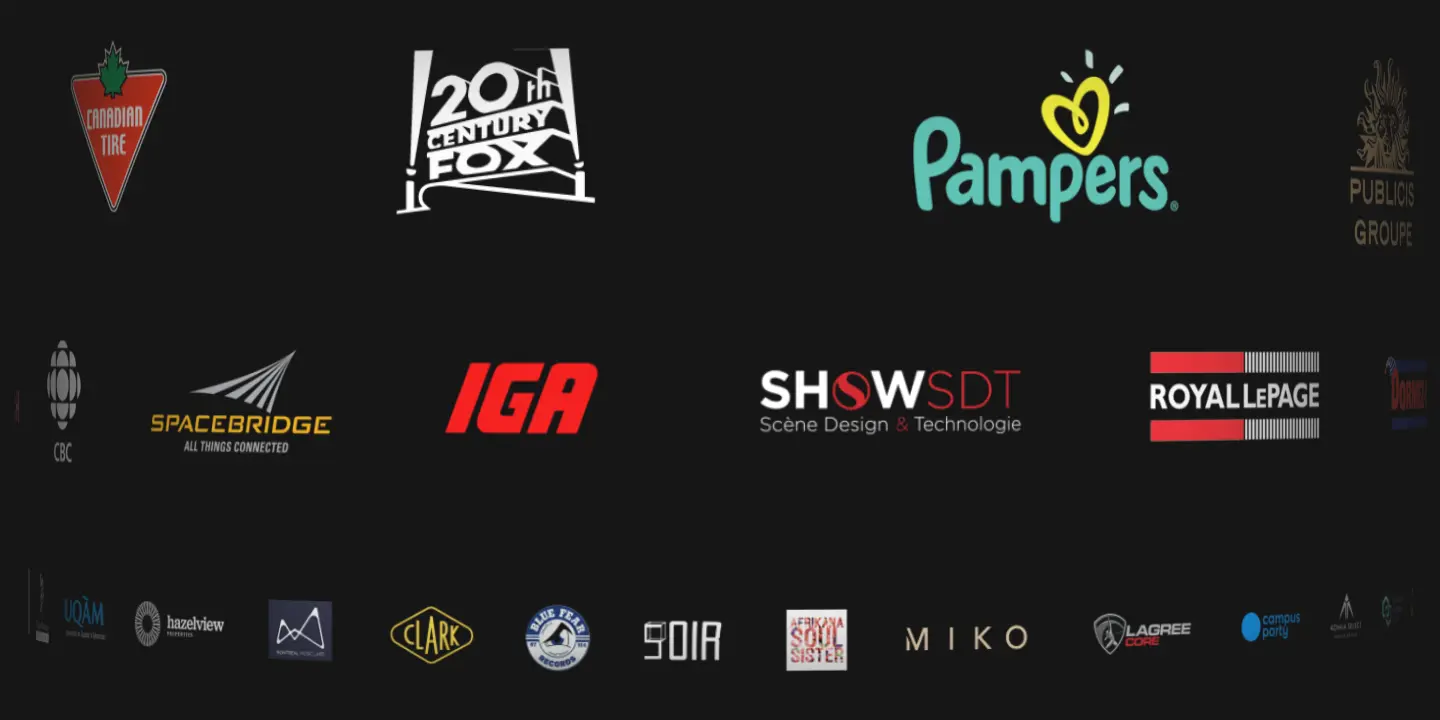 CANADIAN
TIRE
20th
CENTURY
FOX
Pampers®
PUBLICIS
GROUPE
CBC
SPACEBRIDGE
ALL THINGS CONNECTED
IGA
SHOWSDT
Scène Design & Technologie
ROYAL LEPAGE
UQÀM
hazelview
PROPERTIES
CLARK
BLUE FEAR
RECORDS
AFRIKANA
SOUL
SISTER
MIKO
LAGREE
CORE
campus
party